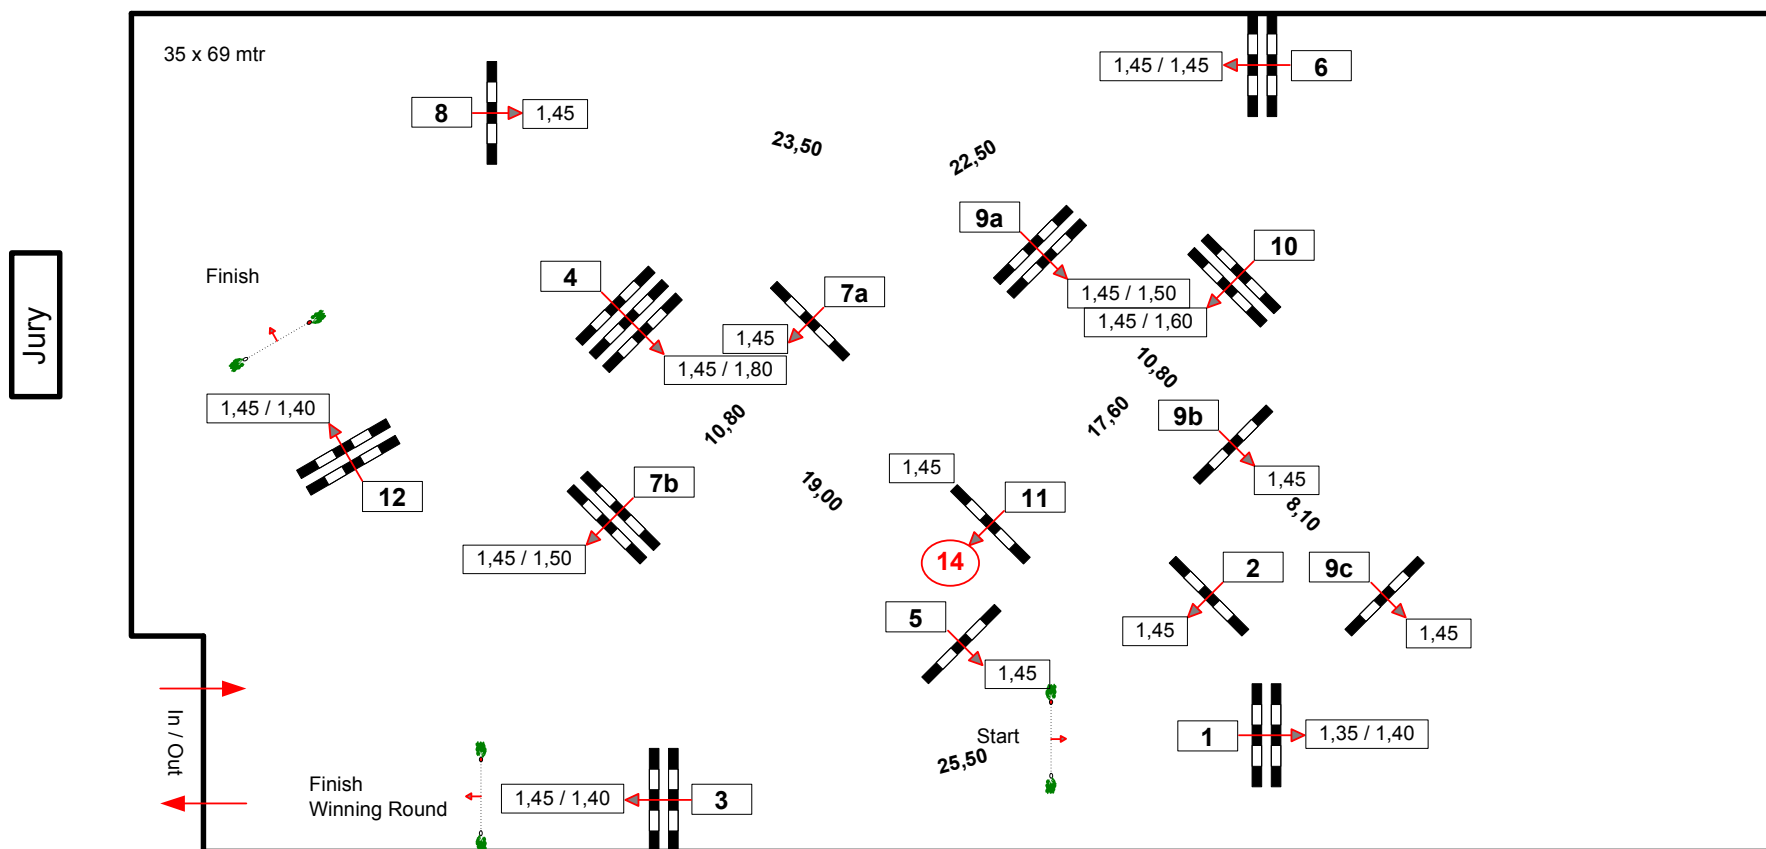 35 x 69 mtr
1,45 / 1,45
6
8
1,45
23,50
22,50
9a
10
Finish
4
7a
1,45 / 1,50
1,45 / 1,60
1,45
1,45 / 1,80
Jury
10,80
1,45 / 1,40
10,80
17,60
9b
12
7b
19,00
1,45
11
1,45
8,10
1,45 / 1,50
14
2
9c
5
1,45
1,45
1,45
In / Out
Start
25,50
1
1,35 / 1,40
Finish
Winning Round
1,45 / 1,40
3